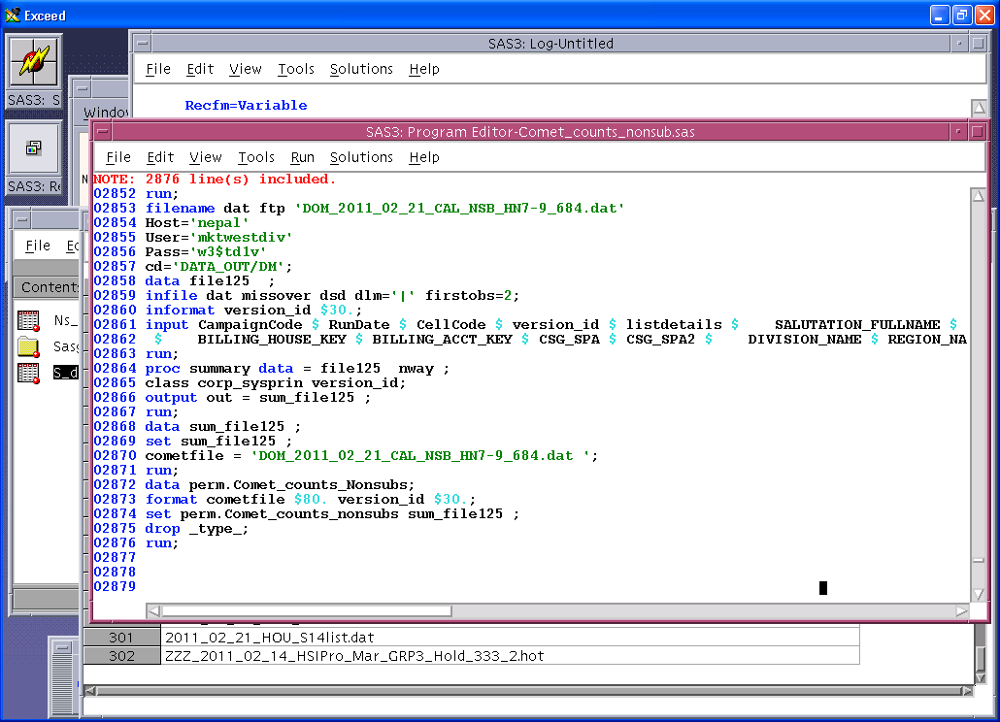 Exceed
SAS3: Log-Untitled
File Edit View Tools Solutions Help
SAS3: S
Recfm=Variable
Window
SAS3: Program Editor-Comet_counts_nonsub.sas
File Edit View Tools Run Solutions Help
SAS3: Re
NOTE: 2876 line(s) included.
02852 run;
02853 filename dat ftp 'DOM_2011_02_21_CAL_NSB_HN7-9_684.dat'
02854 Host='nepal'
02855 User='mktwestdiv'
02856 Pass='w3$td1v'
02857 cd='DATA_OUT/DM';
02858 data file125 ;
02859 infile dat missover dsd dlm='|' firstobs=2;
02860 informat version_id $30.;
02861 input CampaignCode $ RunDate $ CellCode $ version_id $ listdetails $ SALUTATION_FULLNAME $
02862 $ BILLING_HOUSE_KEY $ BILLING_ACCT_KEY $ CSG_SPA $ CSG_SPA2 $ DIVISION_NAME $ REGION_NA
02863 run;
02864 proc summary data = file125 nway ;
02865 class corp_sysprin version_id;
02866 output out = sum_file125 ;
02867 run;
02868 data sum_file125 ;
02869 set sum_file125 ;
02870 cometfile = 'DOM_2011_02_21_CAL_NSB_HN7-9_684.dat ';
02871 run;
02872 data perm.Comet_counts_Nonsubs;
02873 format cometfile $80. version_id $30.;
02874 set perm.Comet_counts_nonsubs sum_file125 ;
02875 drop _type_;
02876 run;
02877
02878
02879
File Ed
Content
Ns_
Sas
S_d
301 2011_02_21_HOU_S14list.dat
302 ZZZ_2011_02_14_HSIPro_Mar_GRP3_Hold_333_2.hot